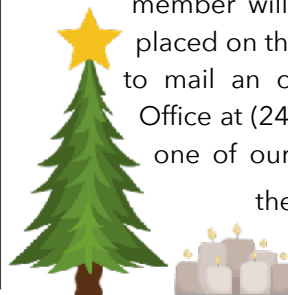 member will
placed on th
to mail an o
Office at (24
one of our
the